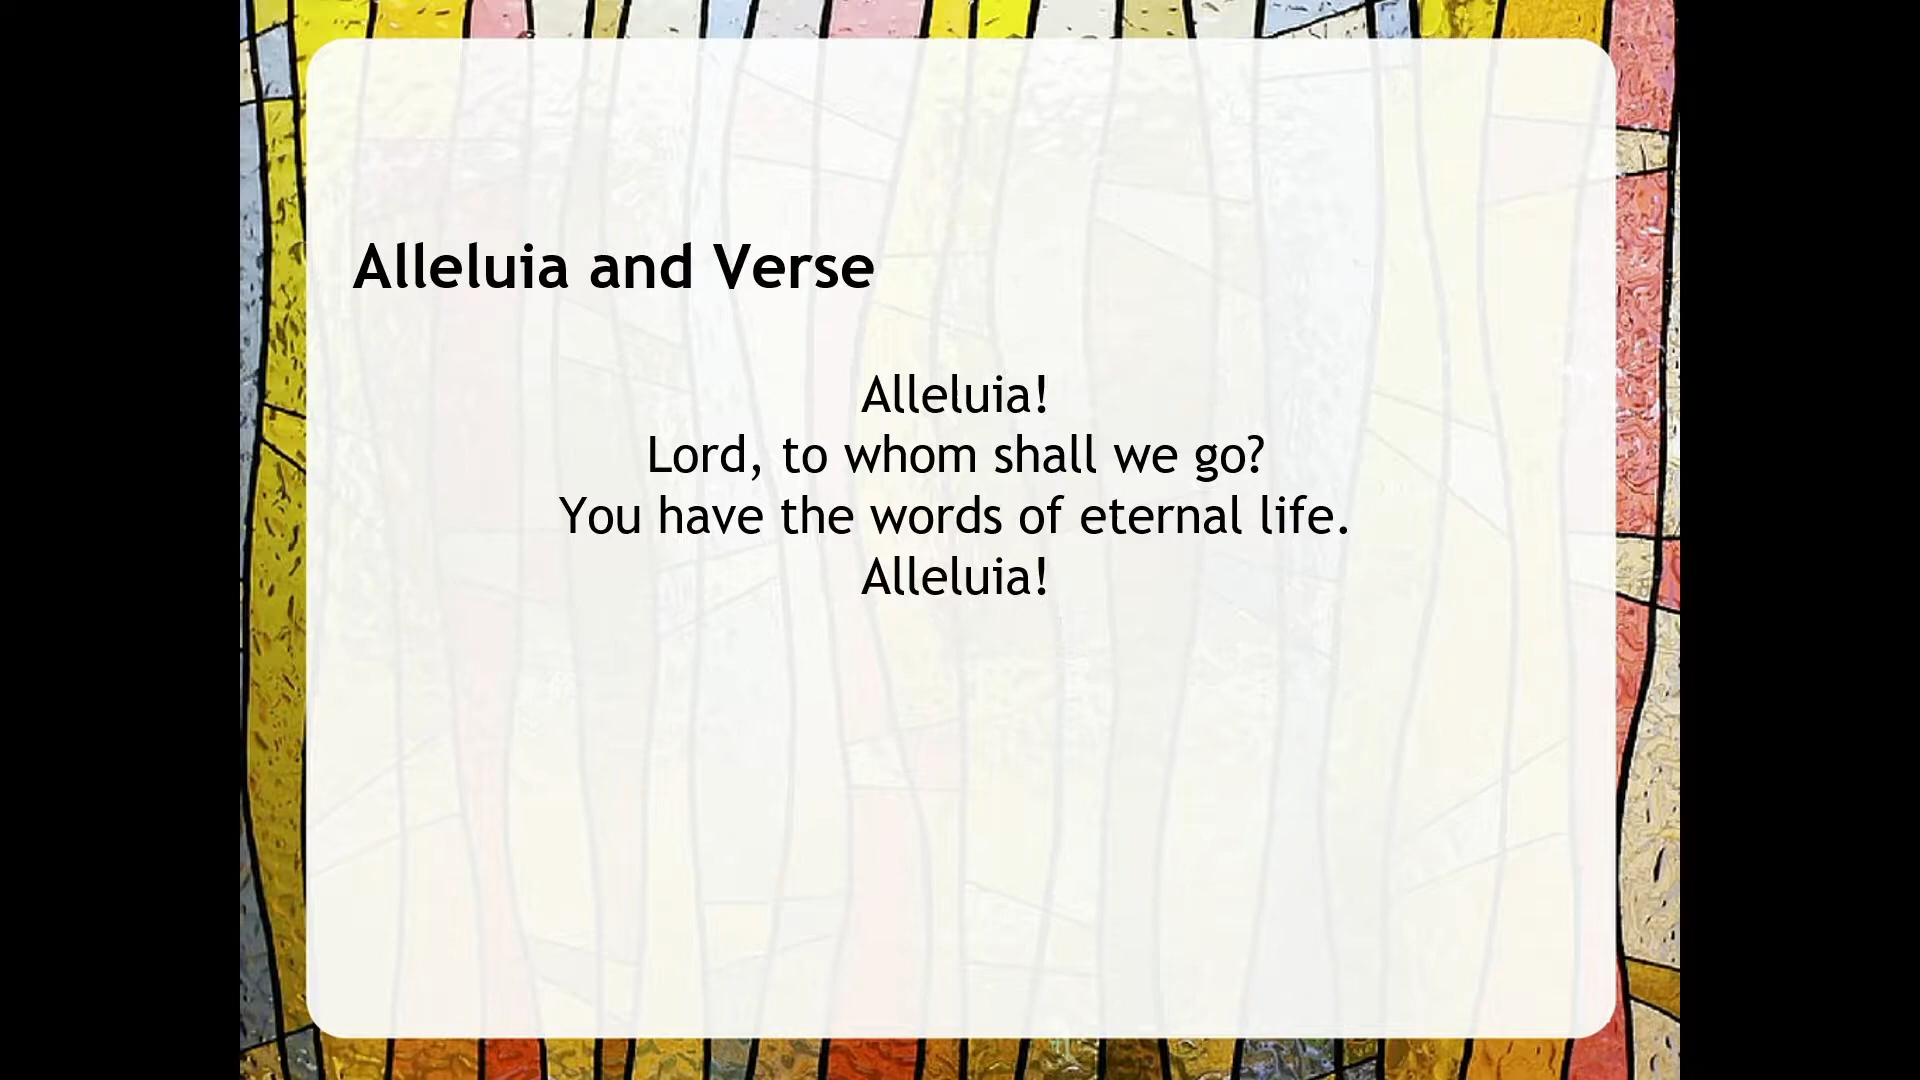 Alleluia and Verse
Alleluia!
Lord, to whom shall we go?
You have the words of eternal life.
Alleluia!